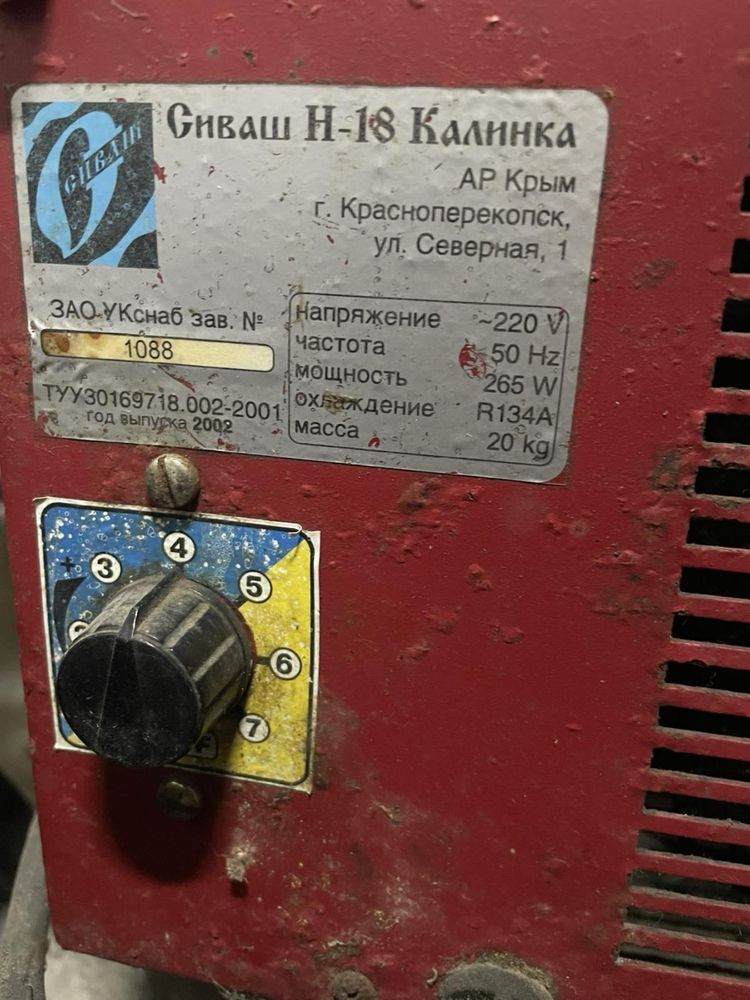 СИВАШ
Сиваш Н-18 Калинка
АР Крым
г. Красноперекопск,
ул. Северная, 1
ЗАО УКснаб зав. №
1088
ТУУ30169718.002-2001
год выпуска 2002
напряжение ~220 V
частота 50 Hz
мощность 265 W
охлаждение R134A
масса 20 kg
+
3
4
5
6
7